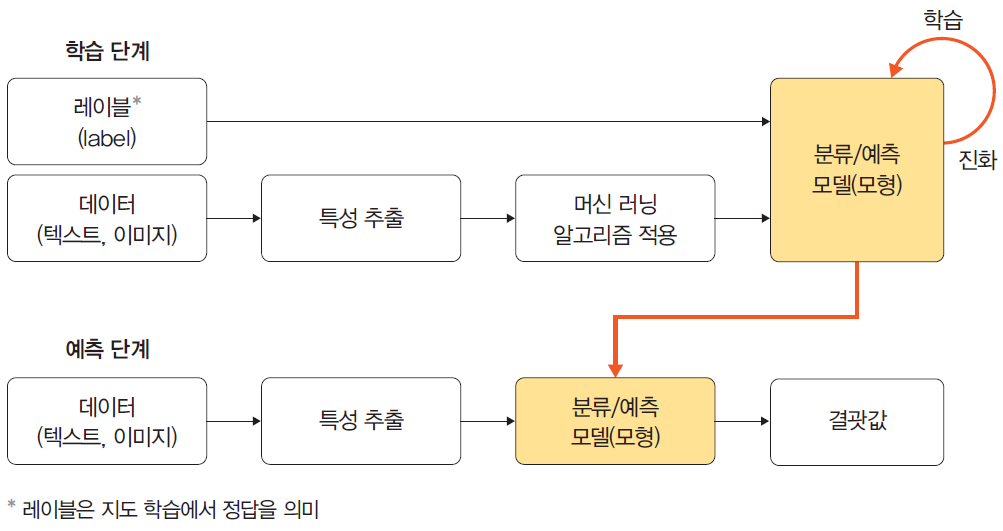 학습 단계
학습
레이블*
(label)
분류/예측
모델(모형)
진화
데이터
(텍스트, 이미지)
특성 추출
머신 러닝
알고리즘 적용
예측 단계
데이터
(텍스트, 이미지)
특성 추출
분류/예측
모델(모형)
결괏값
* 레이블은 지도 학습에서 정답을 의미